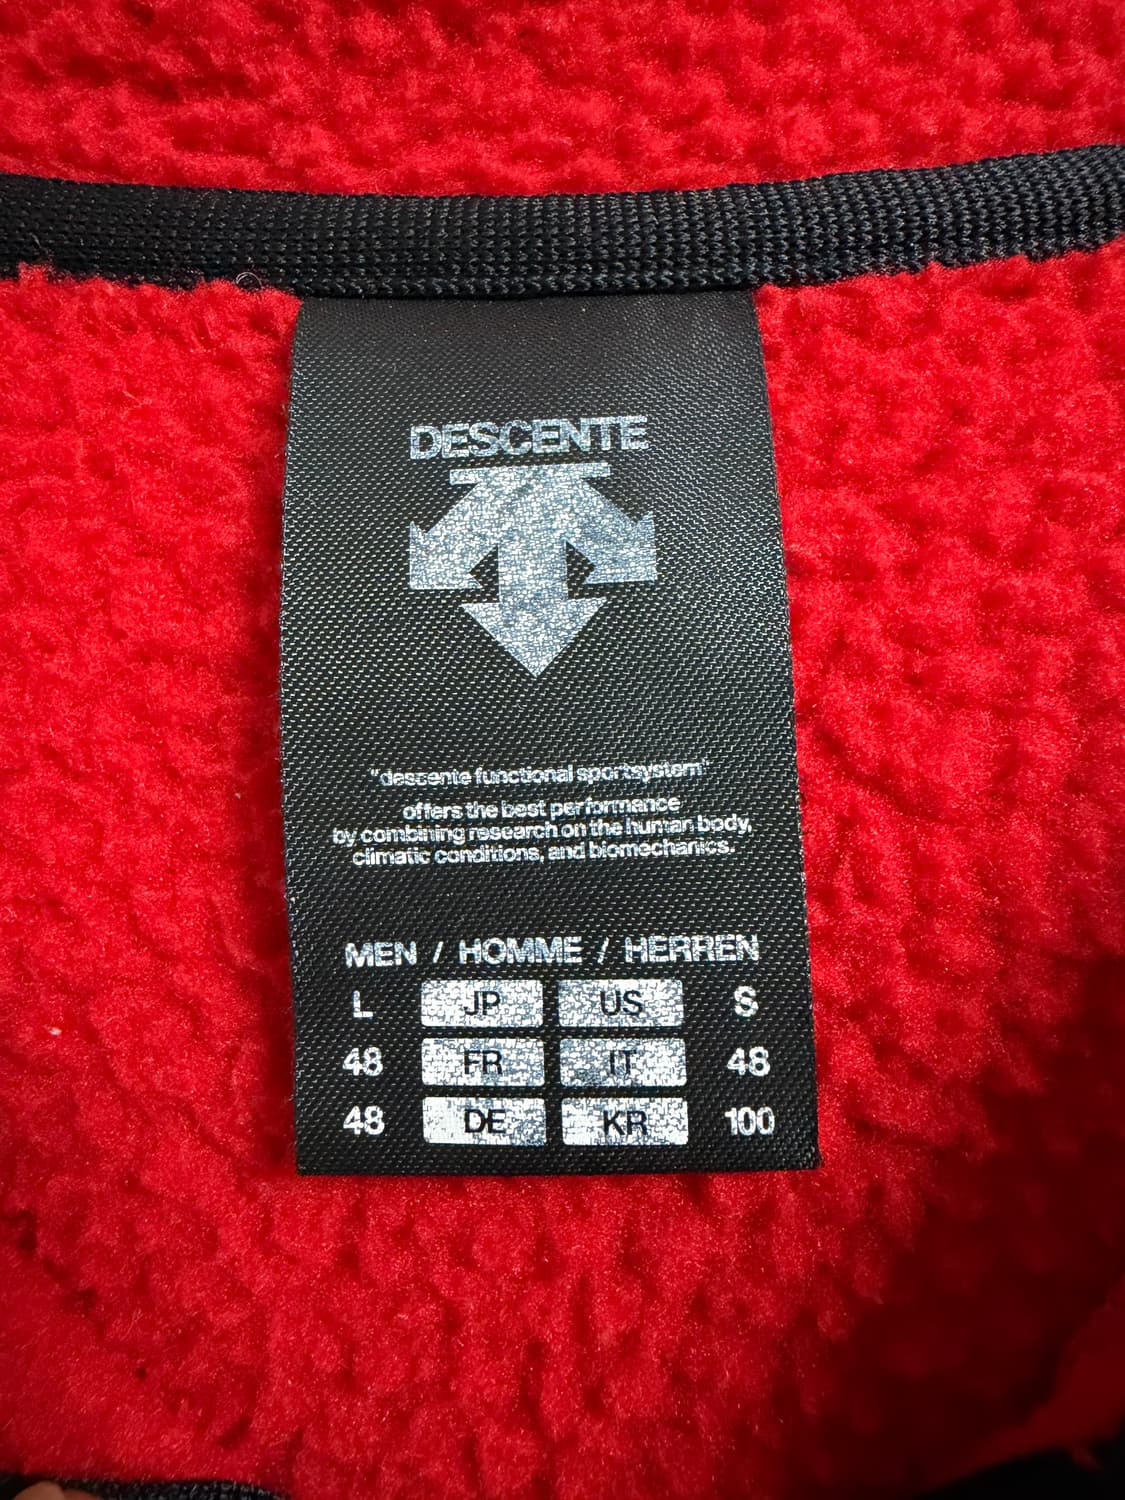 DESCENTE
"descente functional sportsystem"
offers the best performance
by combining research on the human body,
climatic conditions, and biomechanics.
MEN / HOMME / HERREN
L JP US S
48 FR IT 48
48 DE KR 100